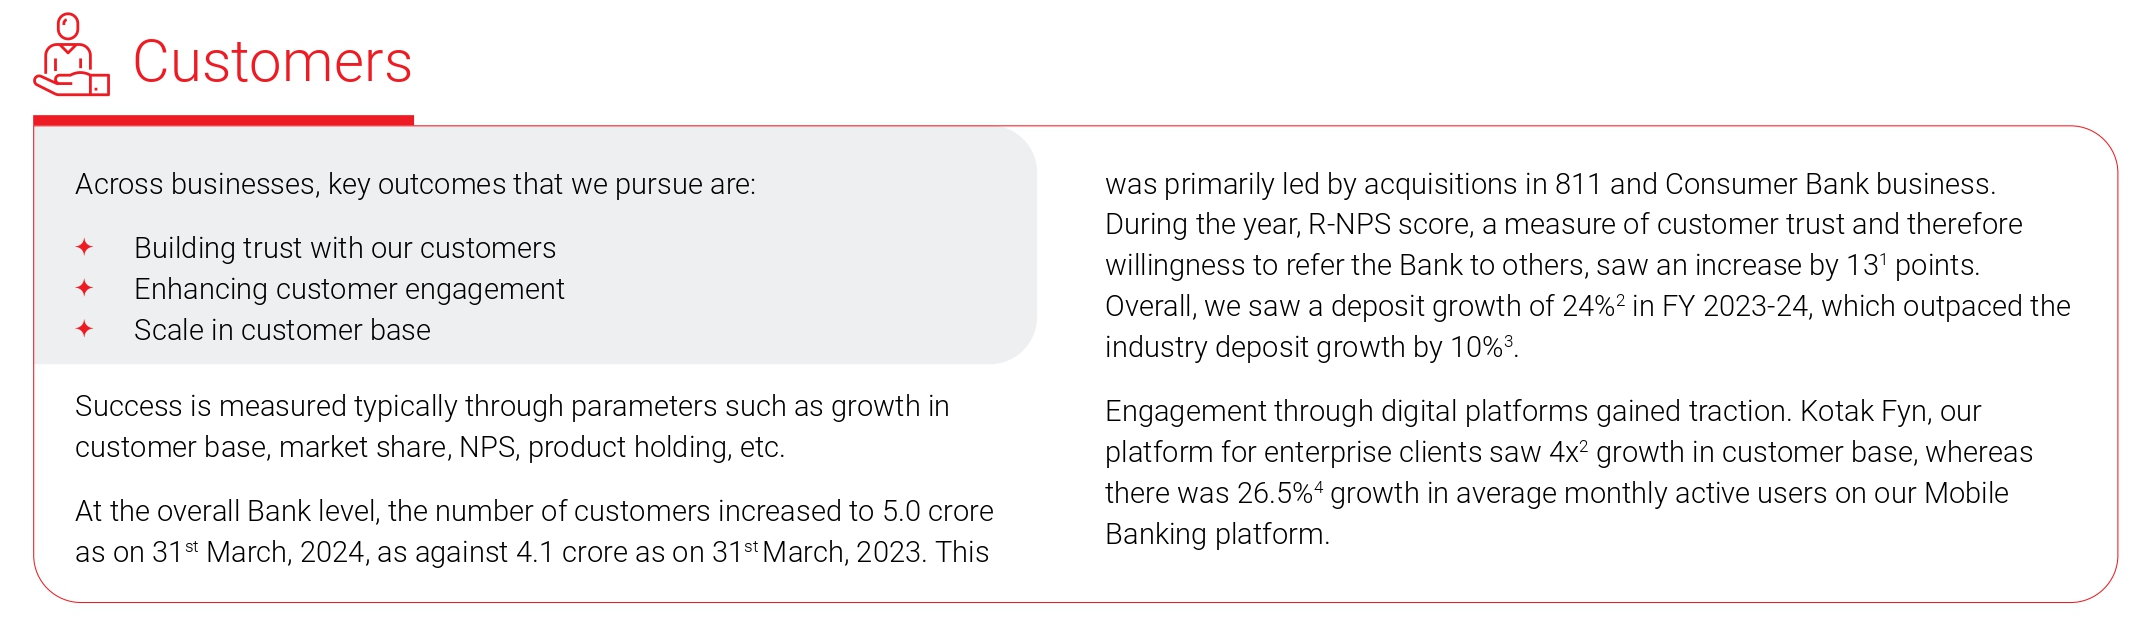 Customers
Across businesses, key outcomes that we pursue are:
✦ Building trust with our customers
✦ Enhancing customer engagement
✦ Scale in customer base
Success is measured typically through parameters such as growth in
customer base, market share, NPS, product holding, etc.
At the overall Bank level, the number of customers increased to 5.0 crore
as on 31st March, 2024, as against 4.1 crore as on 31st March, 2023. This
was primarily led by acquisitions in 811 and Consumer Bank business.
During the year, R-NPS score, a measure of customer trust and therefore
willingness to refer the Bank to others, saw an increase by 13¹ points.
Overall, we saw a deposit growth of 24%² in FY 2023-24, which outpaced the
industry deposit growth by 10%³.
Engagement through digital platforms gained traction. Kotak Fyn, our
platform for enterprise clients saw 4x² growth in customer base, whereas
there was 26.5%⁴ growth in average monthly active users on our Mobile
Banking platform.